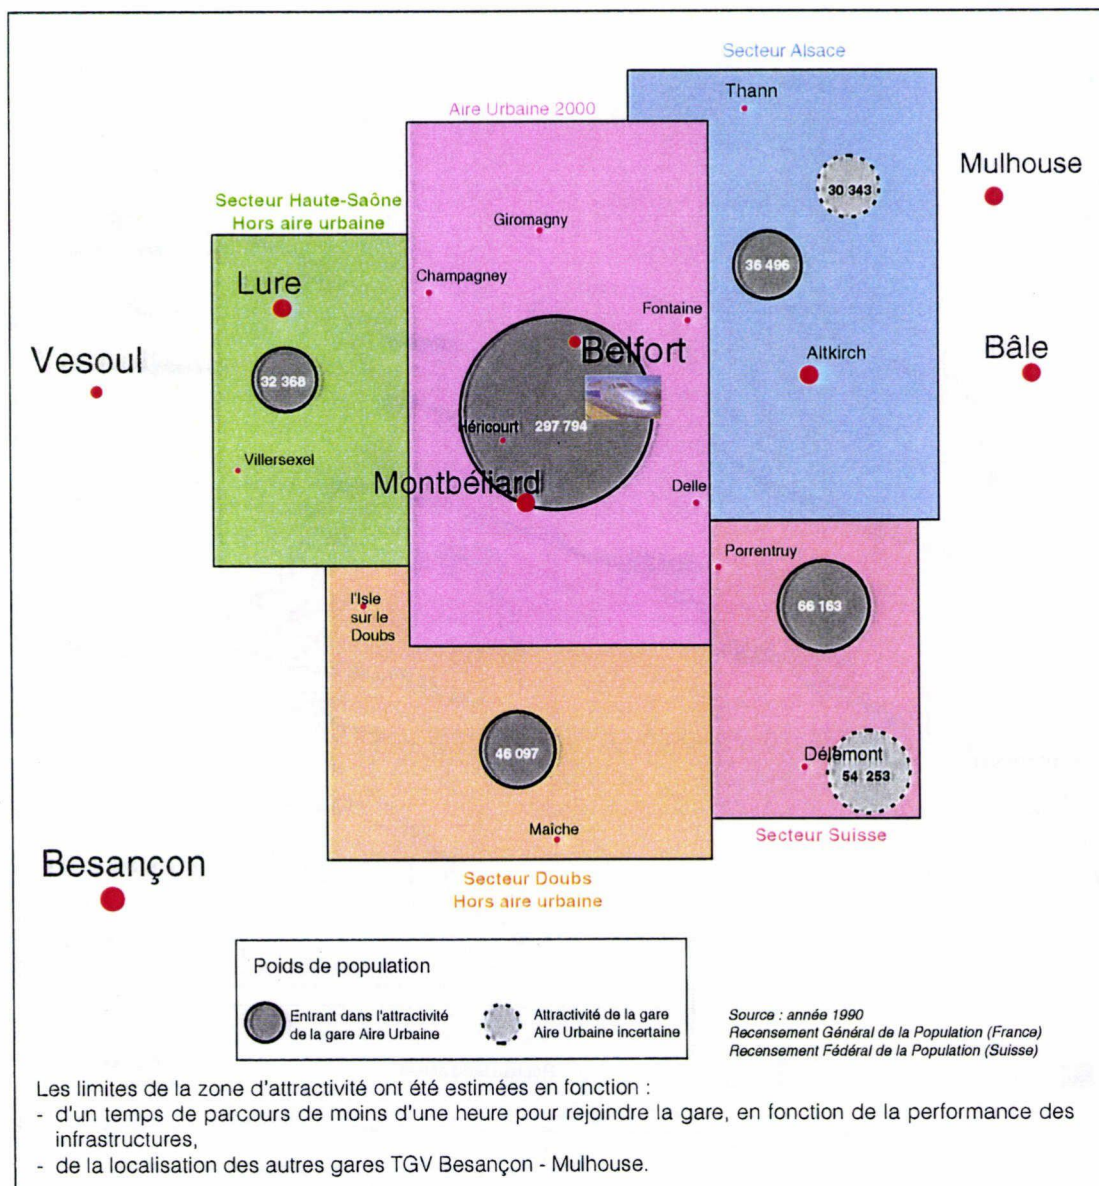 Secteur Alsace
Thann
Aire Urbaine 2000
30 343
Mulhouse
Secteur Haute-Saône
Hors aire urbaine
Giromagny
36 496
Lure
Champagney
Fontaine
Vesoul
Belfort
Altkirch
Bâle
32 368
Héricourt
297 794
Villersexel
Montbéliard
Delle
Porrentruy
l'Isle
sur le
Doubs
66 163
46 097
Délémont
54 253
Maiche
Secteur Suisse
Besançon
Secteur Doubs
Hors aire urbaine
Poids de population
Entrant dans l'attractivité
de la gare Aire Urbaine
Attractivité de la gare
Aire Urbaine incertaine
Source : année 1990
Recensement Général de la Population (France)
Recensement Fédéral de la Population (Suisse)
Les limites de la zone d'attractivité ont été estimées en fonction :
- d'un temps de parcours de moins d'une heure pour rejoindre la gare, en fonction de la performance des
infrastructures,
- de la localisation des autres gares TGV Besançon - Mulhouse.